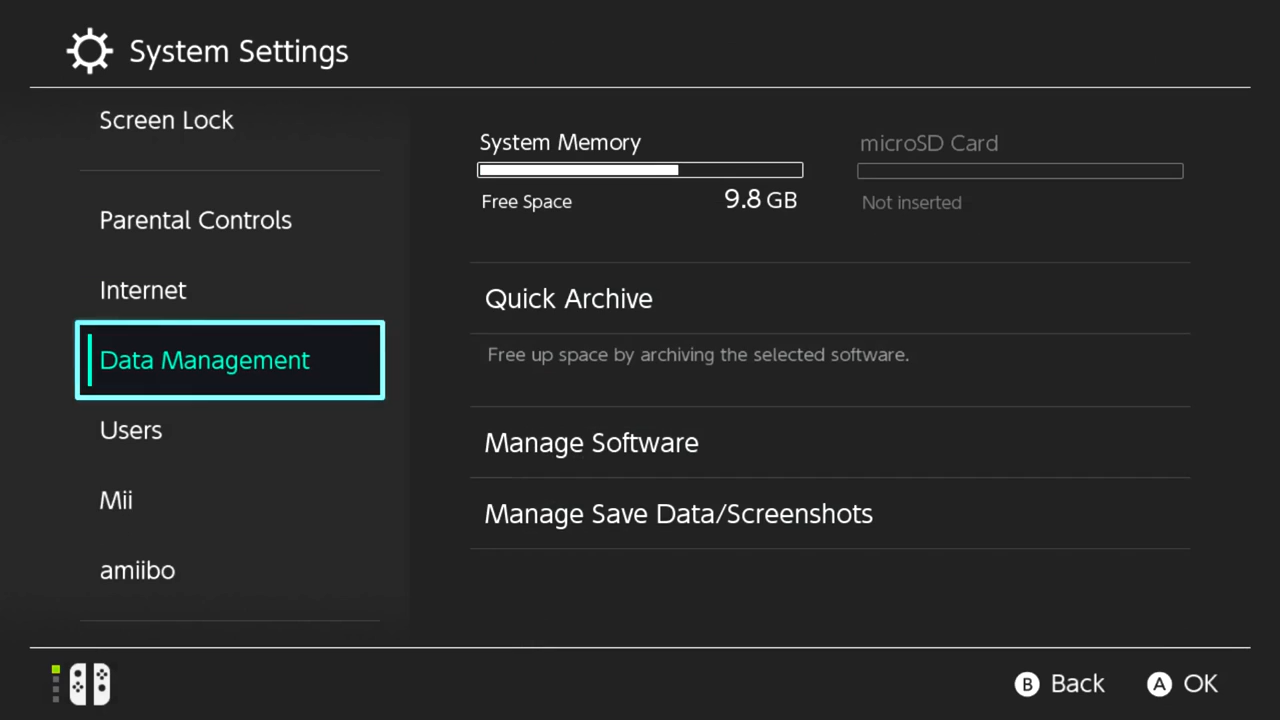 System Settings
Screen Lock
Parental Controls
Internet
Data Management
Users
Mii
amiibo
System Memory
Free Space 9.8 GB
microSD Card
Not inserted
Quick Archive
Free up space by archiving the selected software.
Manage Software
Manage Save Data/Screenshots
B Back A OK